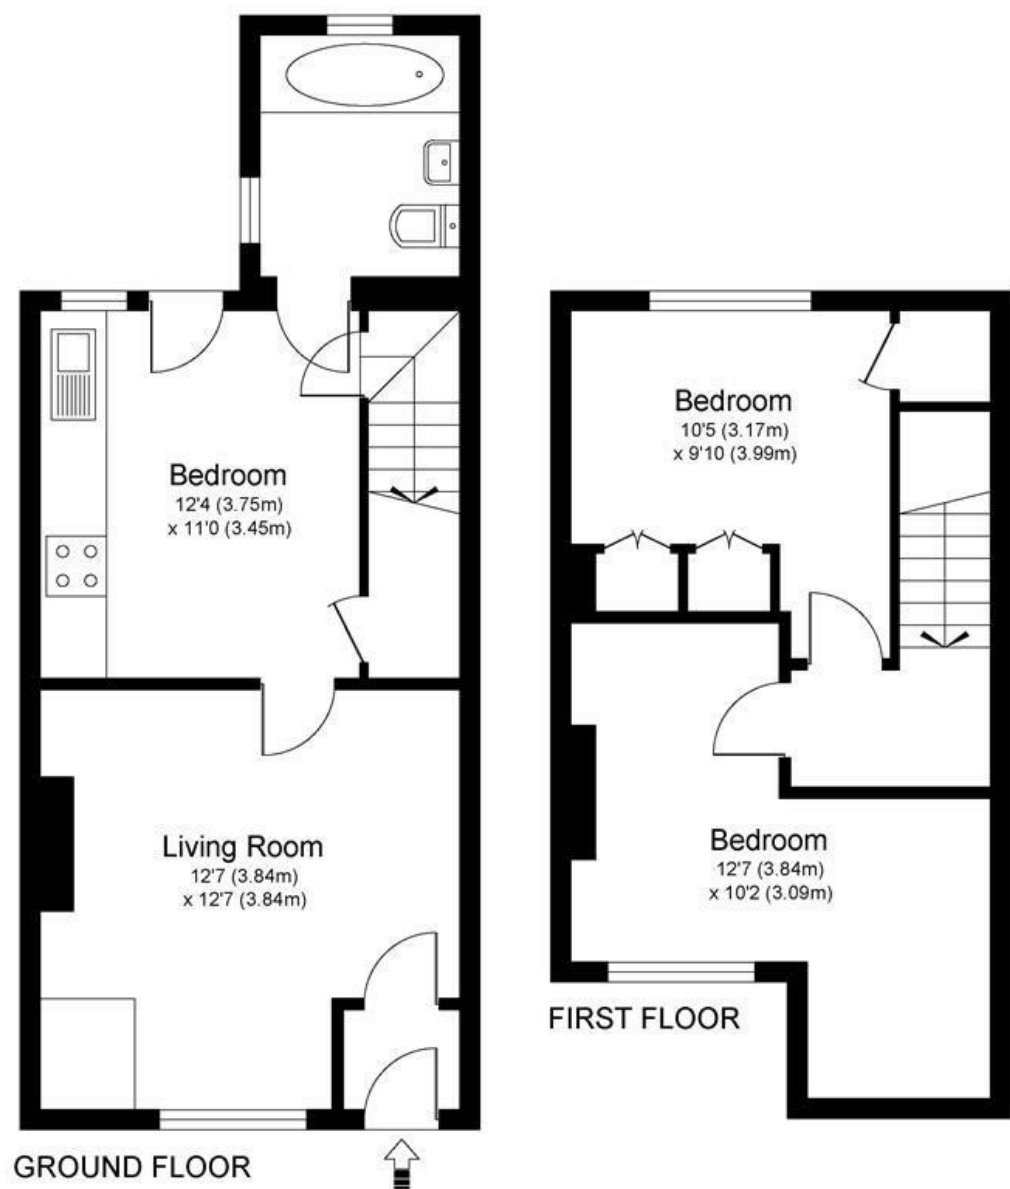 Bedroom
12'4 (3.75m)
x 11'0 (3.45m)
Living Room
12'7 (3.84m)
x 12'7 (3.84m)
GROUND FLOOR
Bedroom
10'5 (3.17m)
x 9'10 (3.99m)
Bedroom
12'7 (3.84m)
x 10'2 (3.09m)
FIRST FLOOR